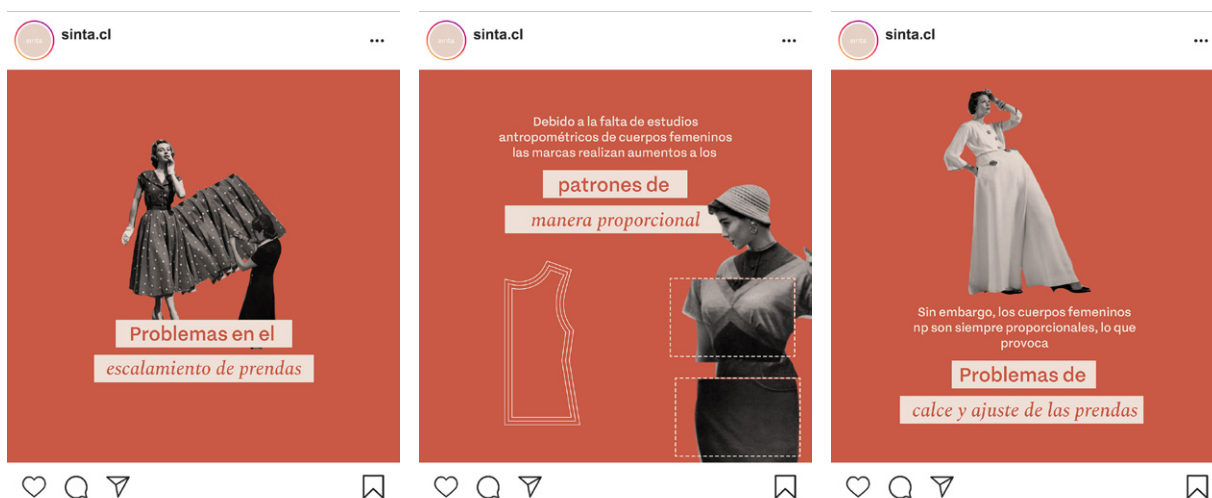 sinta.cl
Problemas en el
escalamiento de prendas
sinta.cl
Debido a la falta de estudios
antropométricos de cuerpos femeninos
las marcas realizan aumentos a los
patrones de
manera proporcional
sinta.cl
Sin embargo, los cuerpos femeninos
np son siempre proporcionales, lo que
provoca
Problemas de
calce y ajuste de las prendas